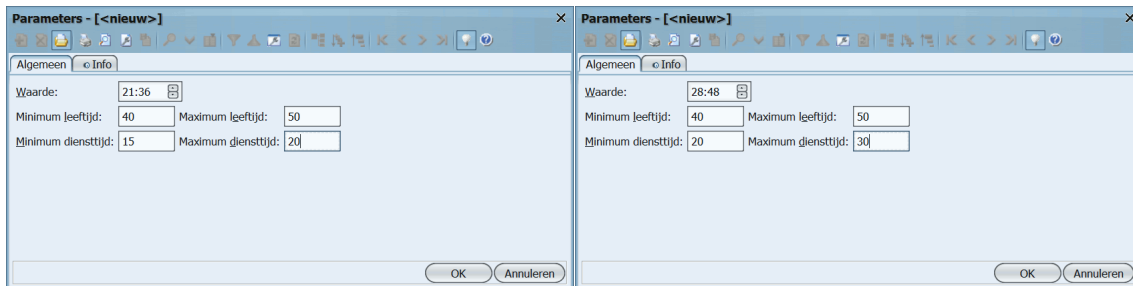 Parameters - [<nieuw>]
Algemeen Info
Waarde: 21:36
Minimum leeftijd: 40 Maximum leeftijd: 50
Minimum diensttijd: 15 Maximum diensttijd: 20
OK Annuleren
Parameters - [<nieuw>]
Algemeen Info
Waarde: 28:48
Minimum leeftijd: 40 Maximum leeftijd: 50
Minimum diensttijd: 20 Maximum diensttijd: 30
OK Annuleren